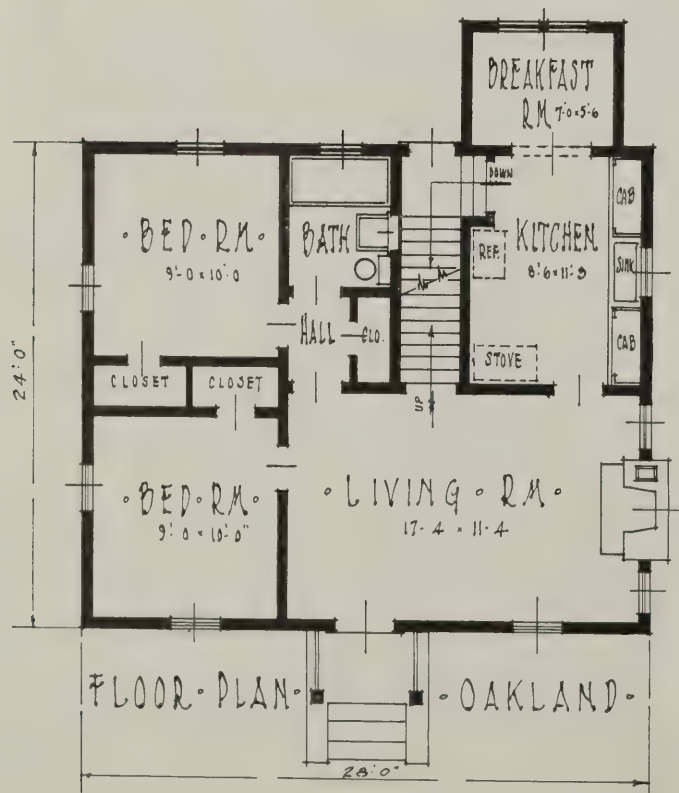 BREAKFAST
RM 7'-0 x 5'-6
DOWN
CAB
BED · RM
9'-0 x 10'-0
BATH
KITCHEN
8'-6 x 11'-9
REF.
SINK
HALL
CLO.
STOVE
CAB
CLOSET
CLOSET
24'-0"
UP
BED · RM
9'-0 x 10'-0"
LIVING · RM
17-4 x 11-4
FLOOR · PLAN · OAKLAND ·
28'-0"